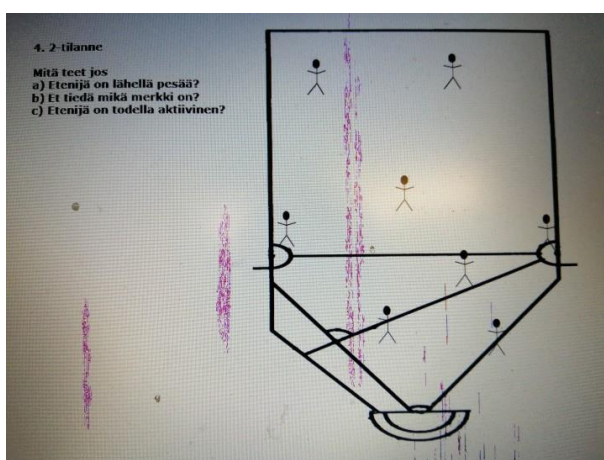 4. 2-tilanne
Mitä teet jos
a) Etenijä on lähellä pesää?
b) Et tiedä mikä merkki on?
c) Etenijä on todella aktiivinen?